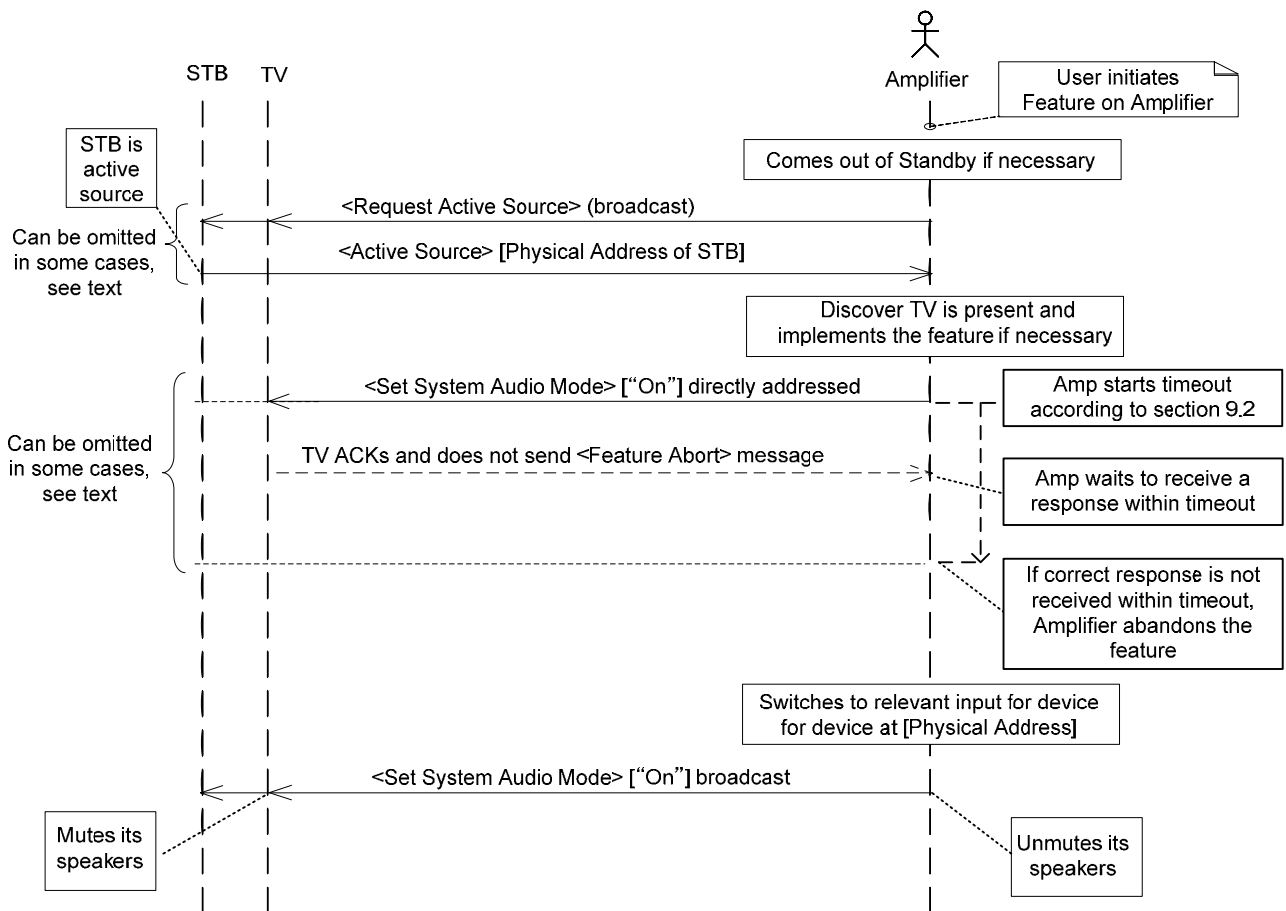 STB TV
Amplifier
User initiates
Feature on Amplifier
STB is
active
source
Comes out of Standby if necessary
<Request Active Source> (broadcast)
Can be omitted
in some cases,
see text
<Active Source> [Physical Address of STB]
Discover TV is present and
implements the feature if necessary
<Set System Audio Mode> [“On”] directly addressed
Amp starts timeout
according to section 9.2
Can be omitted
in some cases,
see text
TV ACKs and does not send <Feature Abort> message
Amp waits to receive a
response within timeout
If correct response is not
received within timeout,
Amplifier abandons the
feature
Switches to relevant input for device
for device at [Physical Address]
<Set System Audio Mode> [“On”] broadcast
Mutes its
speakers
Unmutes its
speakers